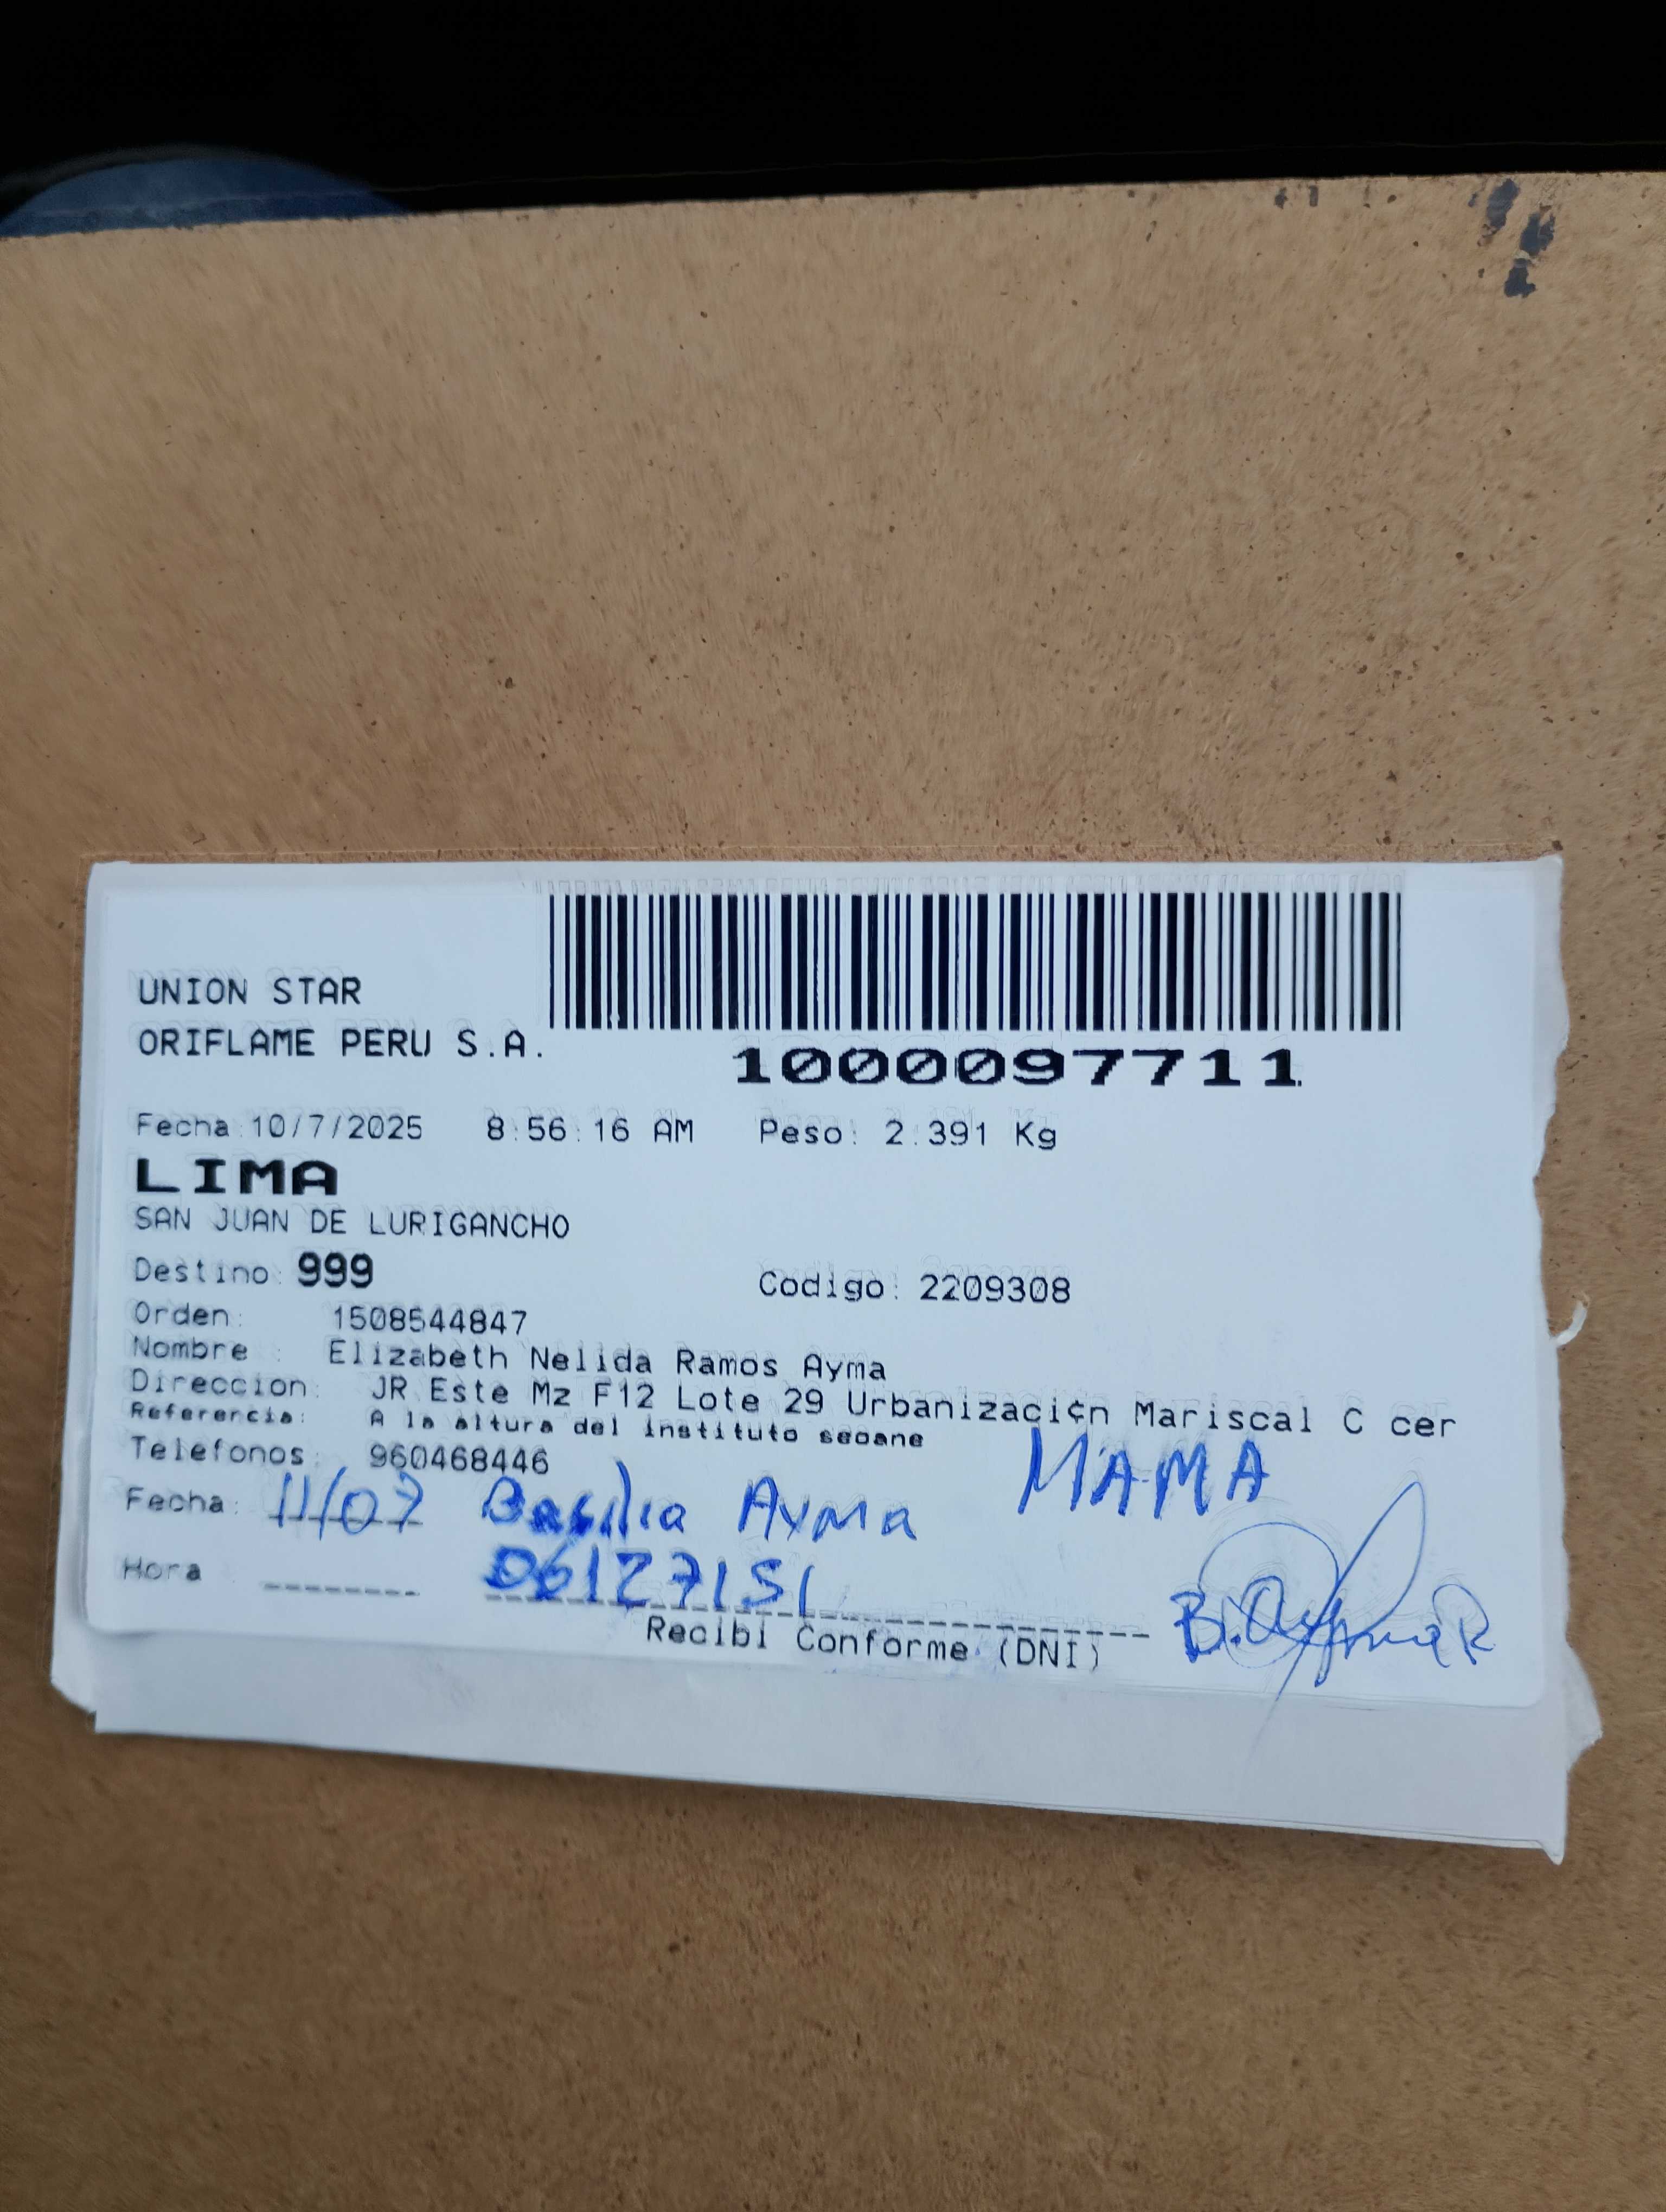 UNION STAR
ORIFLAME PERU S.A.
1000097711
Fecha: 10/7/2025 8:56:16 AM Peso: 2.391 Kg
LIMA
SAN JUAN DE LURIGANCHO
Destino: 999 Codigo: 2209308
Orden: 1508544847
Nombre : Elizabeth Nelida Ramos Ayma
Direccion: JR Este Mz F12 Lote 29 Urbanizaci¢n Mariscal C cer
Referencia: A la altura del instituto seoane
Telefonos: 960468446 MAMA
Fecha: 11/07 Basilia Ayma
Hora 06127151
Recibi Conforme (DNI) B. Ayma R